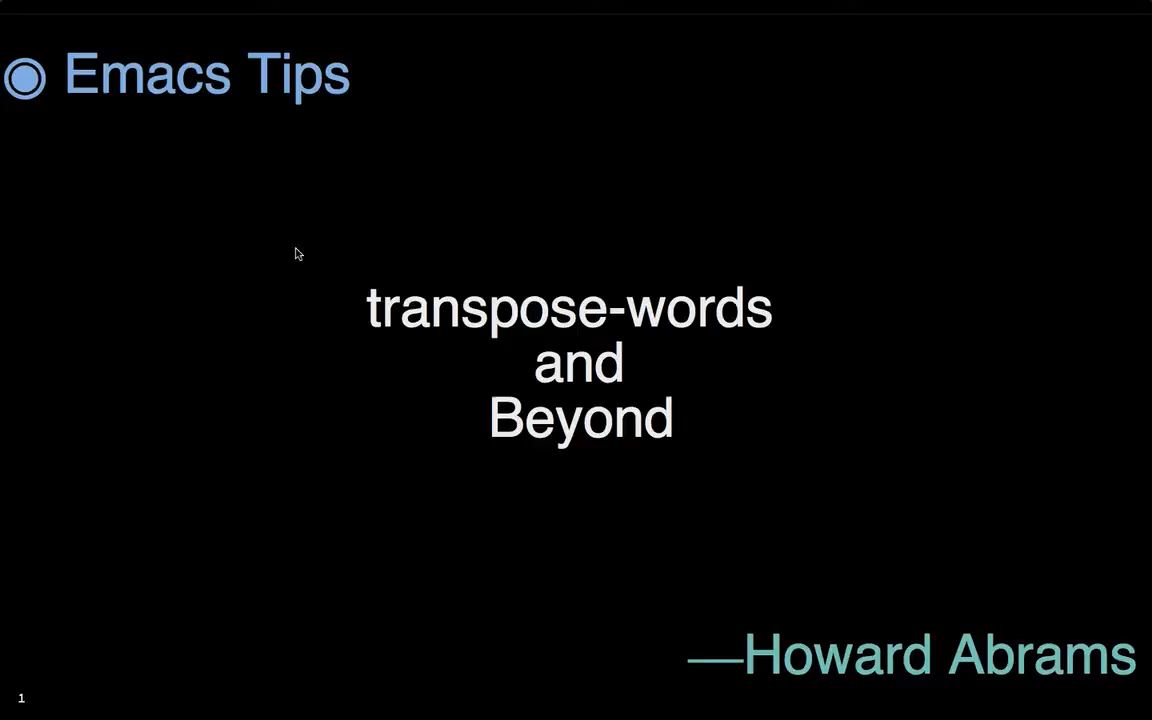 ◉ Emacs Tips
transpose-words
and
Beyond
—Howard Abrams
1